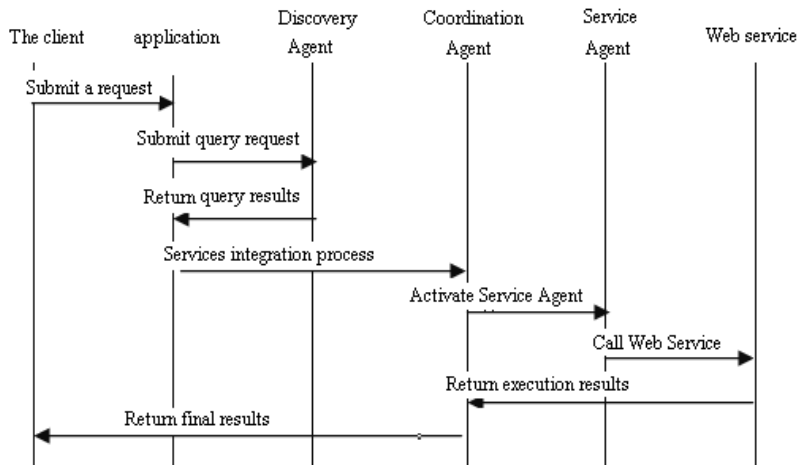 The client
application
Discovery
Agent
Coordination
Agent
Service
Agent
Web service
Submit a request
Submit query request
Return query results
Services integration process
Activate Service Agent
Call Web Service
Return execution results
Return final results